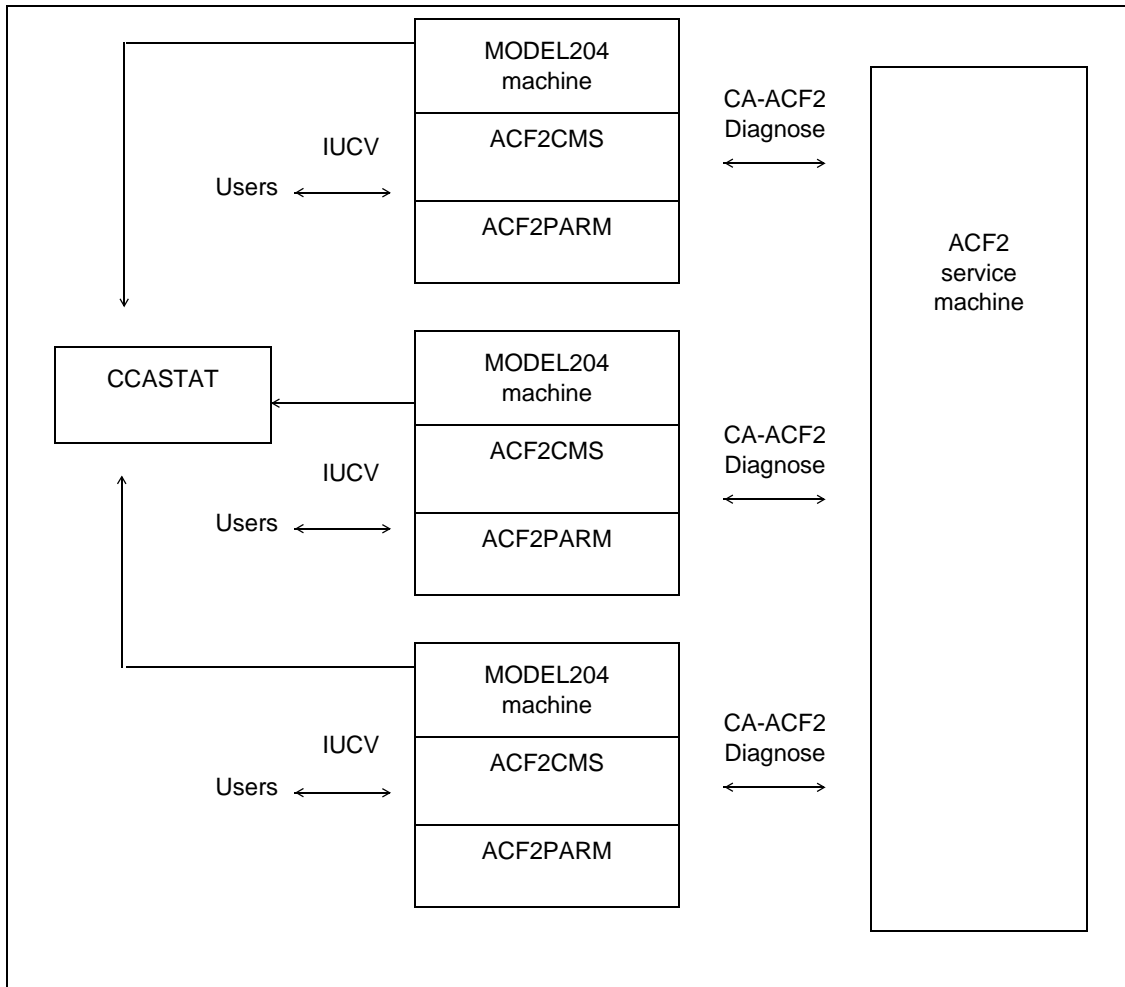 MODEL204
machine
CA-ACF2
Diagnose
IUCV
ACF2CMS
Users
ACF2PARM
ACF2
service
machine
CCASTAT
MODEL204
machine
CA-ACF2
Diagnose
IUCV
ACF2CMS
Users
ACF2PARM
MODEL204
machine
CA-ACF2
Diagnose
IUCV
ACF2CMS
Users
ACF2PARM